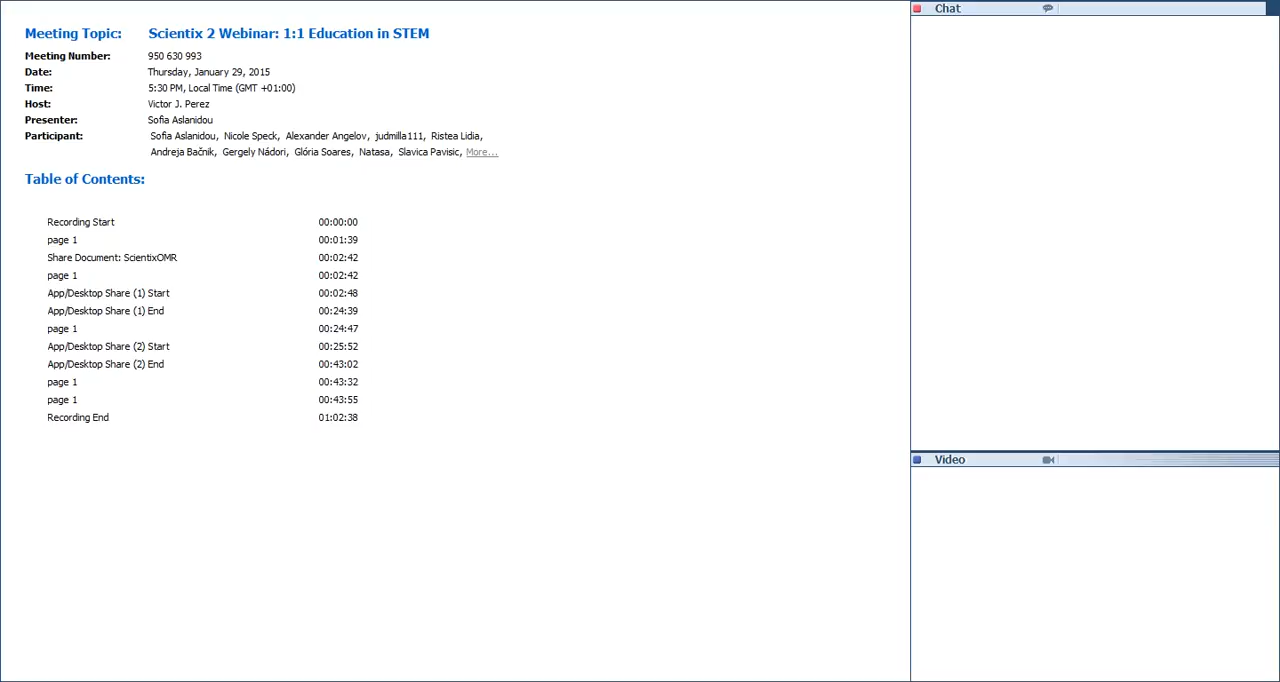 Meeting Topic: Scientix 2 Webinar: 1:1 Education in STEM
Meeting Number: 950 630 993
Date: Thursday, January 29, 2015
Time: 5:30 PM, Local Time (GMT +01:00)
Host: Victor J. Perez
Presenter: Sofia Aslanidou
Participant: Sofia Aslanidou, Nicole Speck, Alexander Angelov, judmilla111, Ristea Lidia,
Andreja Bačnik, Gergely Nádori, Glória Soares, Natasa, Slavica Pavisic, More...
Table of Contents:
Recording Start 00:00:00
page 1 00:01:39
Share Document: ScientixOMR 00:02:42
page 1 00:02:42
App/Desktop Share (1) Start 00:02:48
App/Desktop Share (1) End 00:24:39
page 1 00:24:47
App/Desktop Share (2) Start 00:25:52
App/Desktop Share (2) End 00:43:02
page 1 00:43:32
page 1 00:43:55
Recording End 01:02:38
Chat
Video